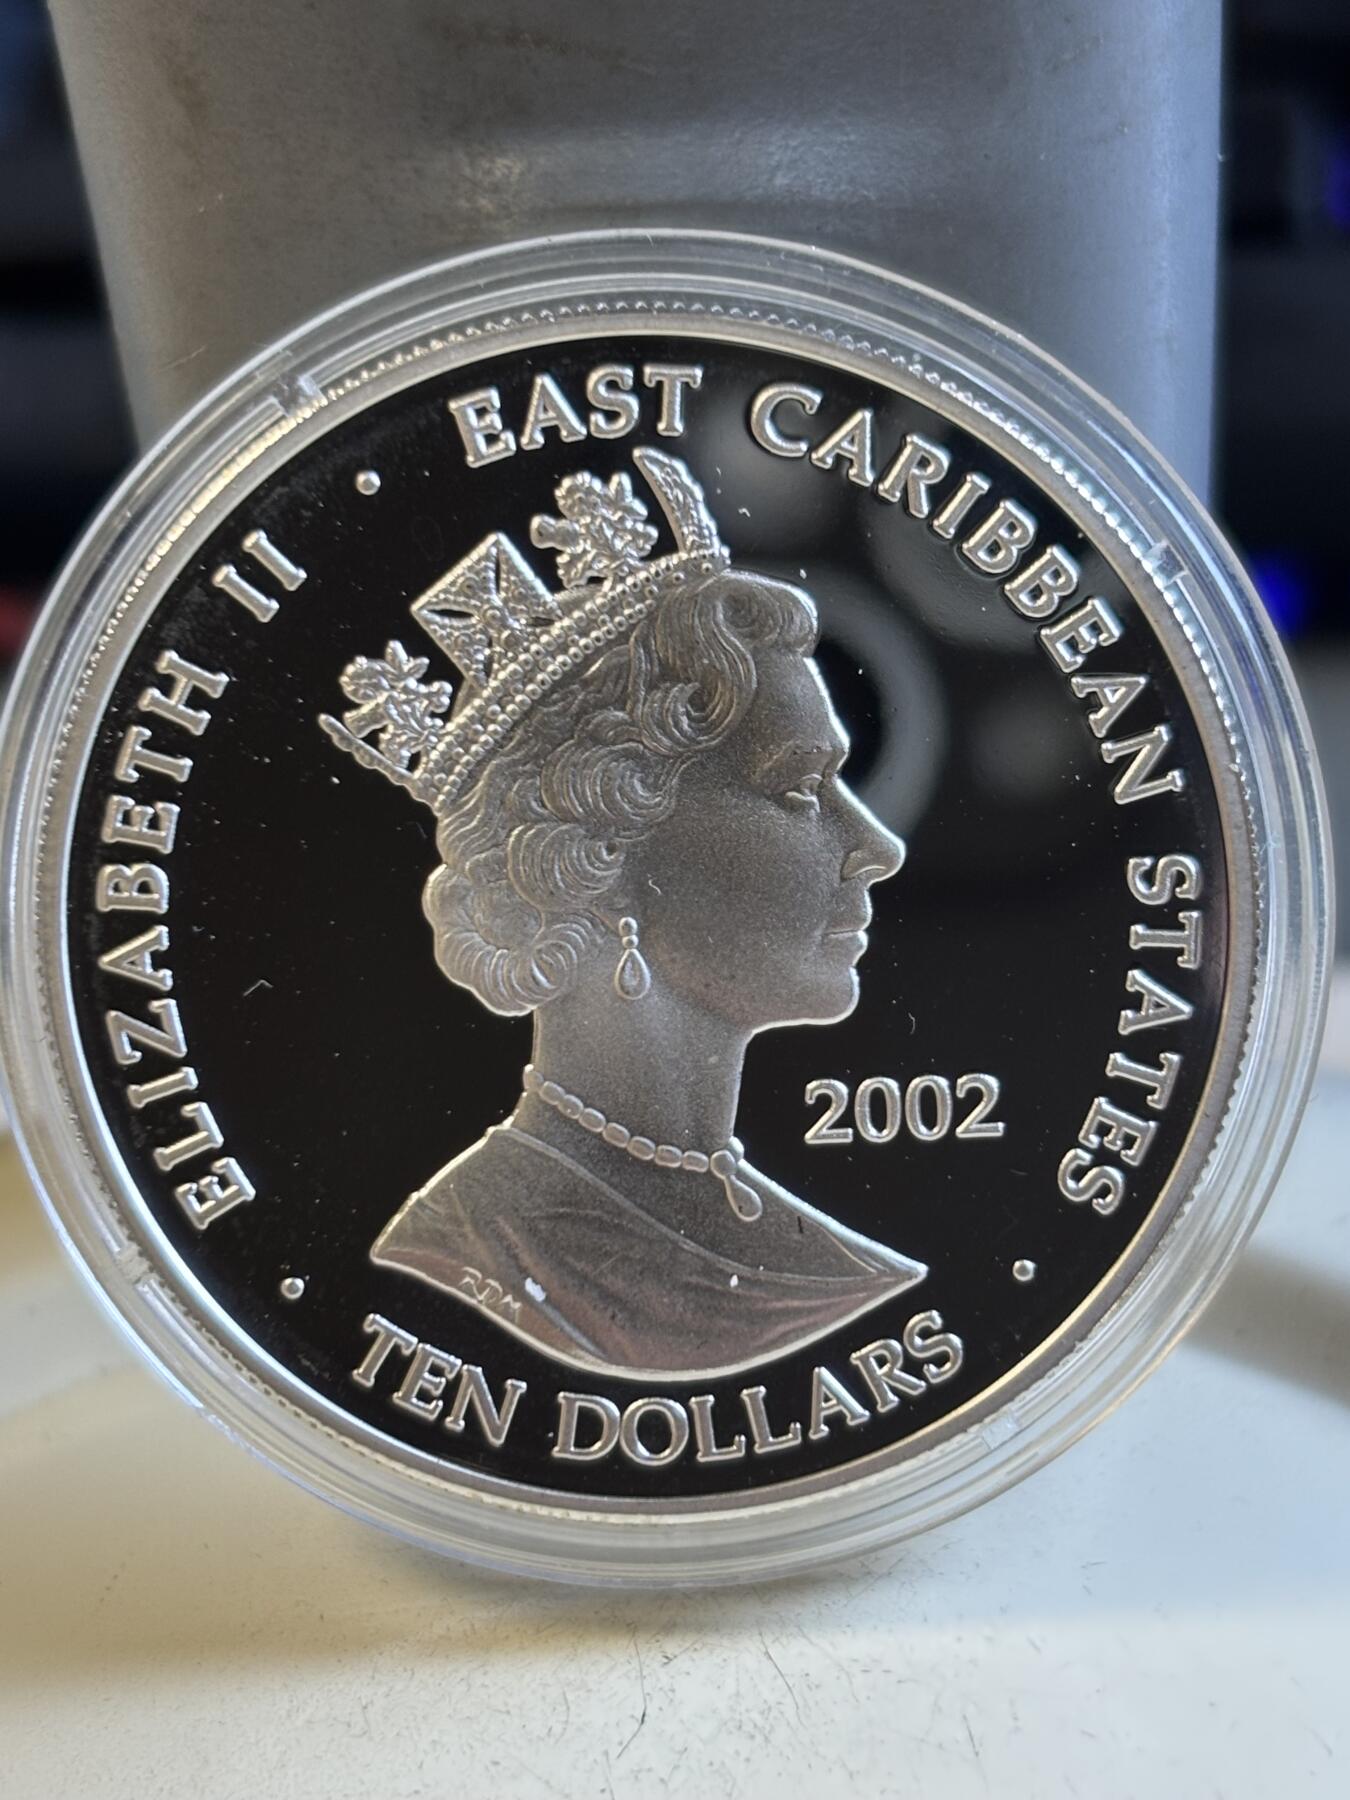 ELIZABETH II · EAST CARIBBEAN STATES
2002
RDM
· TEN DOLLARS ·